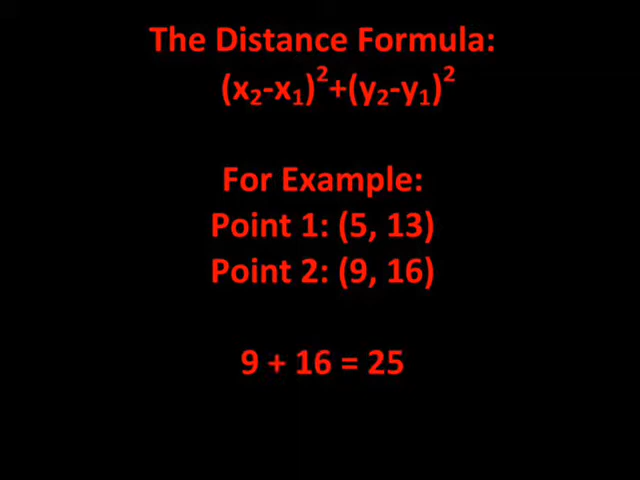 The Distance Formula:
(x₂-x₁)²+(y₂-y₁)²
For Example:
Point 1: (5, 13)
Point 2: (9, 16)
9 + 16 = 25